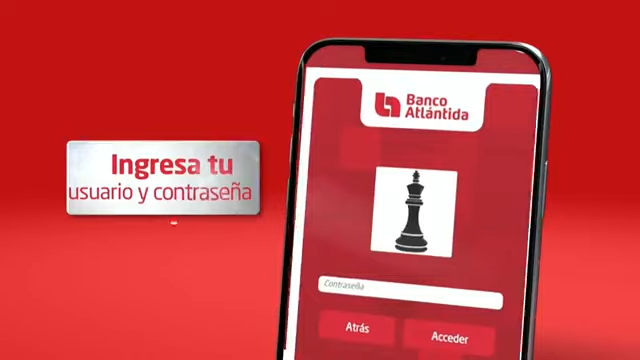 Ingresa tu
usuario y contraseña
Banco
Atlántida
Contraseña
Atrás
Acceder